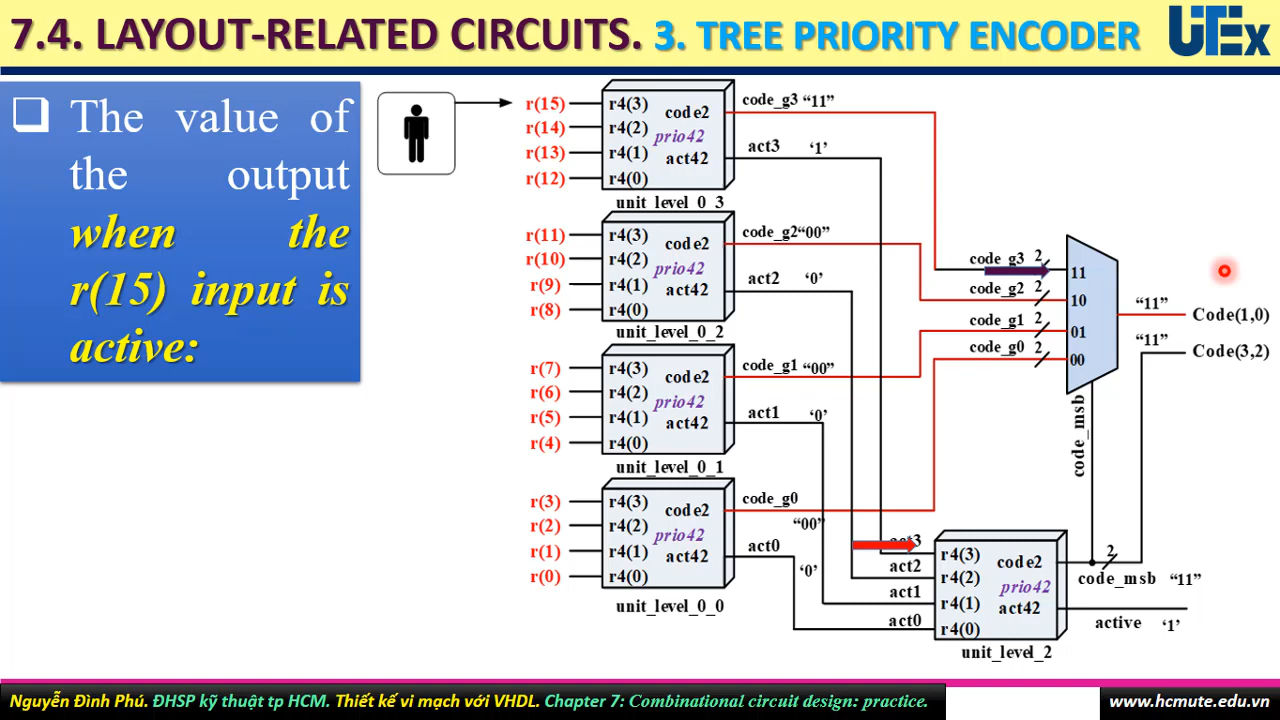 7.4. LAYOUT-RELATED CIRCUITS. 3. TREE PRIORITY ENCODER
UTEx
The value of
the output
when the
r(15) input is
active:
r(15) r4(3) code2 code_g3 “11”
r(14) r4(2) prio42
r(13) r4(1) act42 act3 ‘1’
r(12) r4(0)
unit_level_0_3
r(11) r4(3) code2 code_g2 “00”
r(10) r4(2) prio42
r(9) r4(1) act42 act2 ‘0’
r(8) r4(0)
unit_level_0_2
r(7) r4(3) code2 code_g1 “00”
r(6) r4(2) prio42
r(5) r4(1) act42 act1 ‘0’
r(4) r4(0)
unit_level_0_1
r(3) r4(3) code2 code_g0 “00”
r(2) r4(2) prio42
r(1) r4(1) act42 act0 ‘0’
r(0) r4(0)
unit_level_0_0
code_g3 2 11
code_g2 2 10
code_g1 2 01
code_g0 2 00
“11” Code(1,0)
“11” Code(3,2)
code_msb
act3 r4(3) code2 2
act2 r4(2) prio42 code_msb “11”
act1 r4(1) act42
act0 r4(0) active ‘1’
unit_level_2
Nguyễn Đình Phú. ĐHSP kỹ thuật tp HCM. Thiết kế vi mạch với VHDL. Chapter 7: Combinational circuit design: practice.
www.hcmute.edu.vn